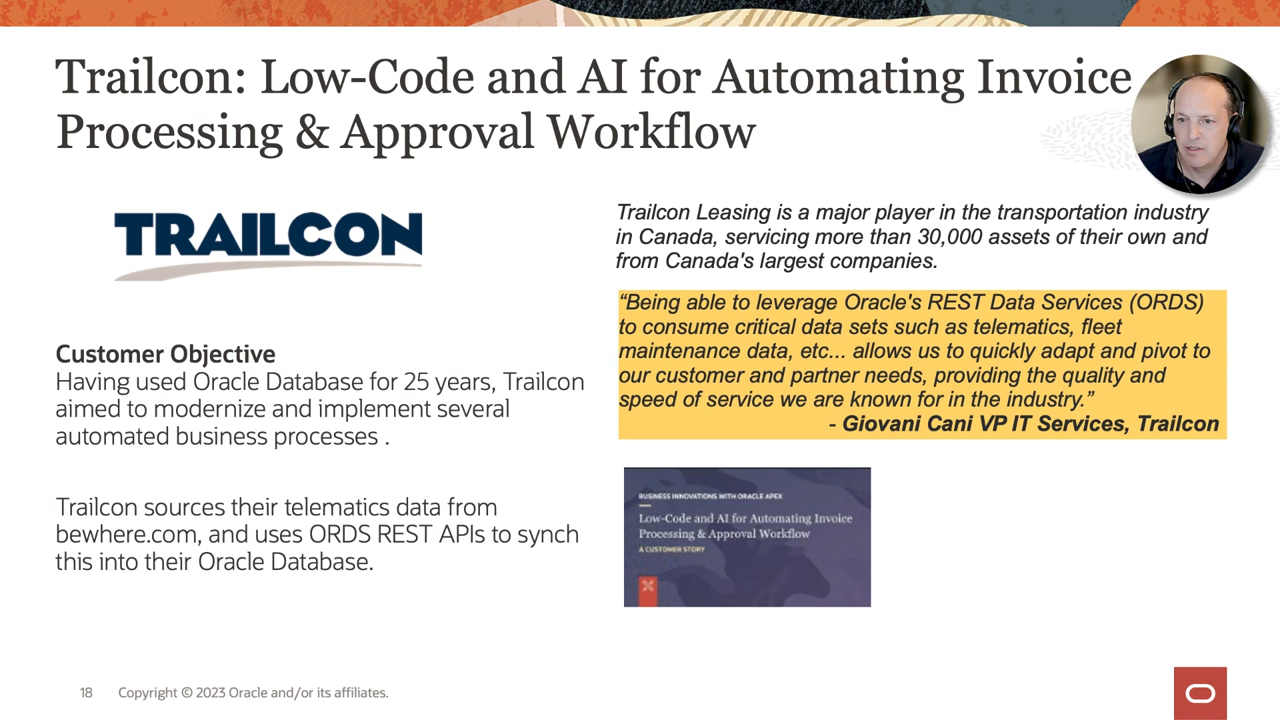 Trailcon: Low-Code and AI for Automating Invoice
Processing & Approval Workflow
TRAILCON
Customer Objective
Having used Oracle Database for 25 years, Trailcon
aimed to modernize and implement several
automated business processes .
Trailcon sources their telematics data from
bewhere.com, and uses ORDS REST APIs to synch
this into their Oracle Database.
Trailcon Leasing is a major player in the transportation industry
in Canada, servicing more than 30,000 assets of their own and
from Canada's largest companies.
“Being able to leverage Oracle's REST Data Services (ORDS)
to consume critical data sets such as telematics, fleet
maintenance data, etc... allows us to quickly adapt and pivot to
our customer and partner needs, providing the quality and
speed of service we are known for in the industry.”
- Giovani Cani VP IT Services, Trailcon
BUSINESS INNOVATIONS WITH ORACLE APEX
Low-Code and AI for Automating Invoice
Processing & Approval Workflow
A CUSTOMER STORY
18 Copyright © 2023 Oracle and/or its affiliates.